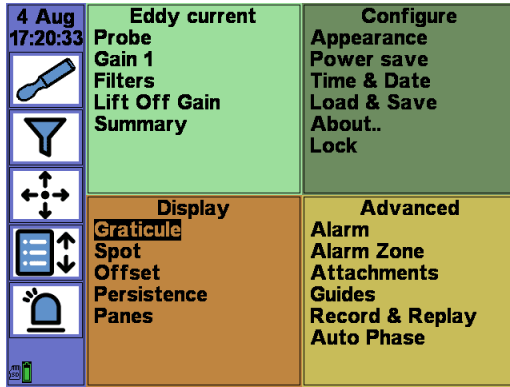 4 Aug
17:20:33
Eddy current
Probe
Gain 1
Filters
Lift Off Gain
Summary
Configure
Appearance
Power save
Time & Date
Load & Save
About..
Lock
Display
Graticule
Spot
Offset
Persistence
Panes
Advanced
Alarm
Alarm Zone
Attachments
Guides
Record & Replay
Auto Phase